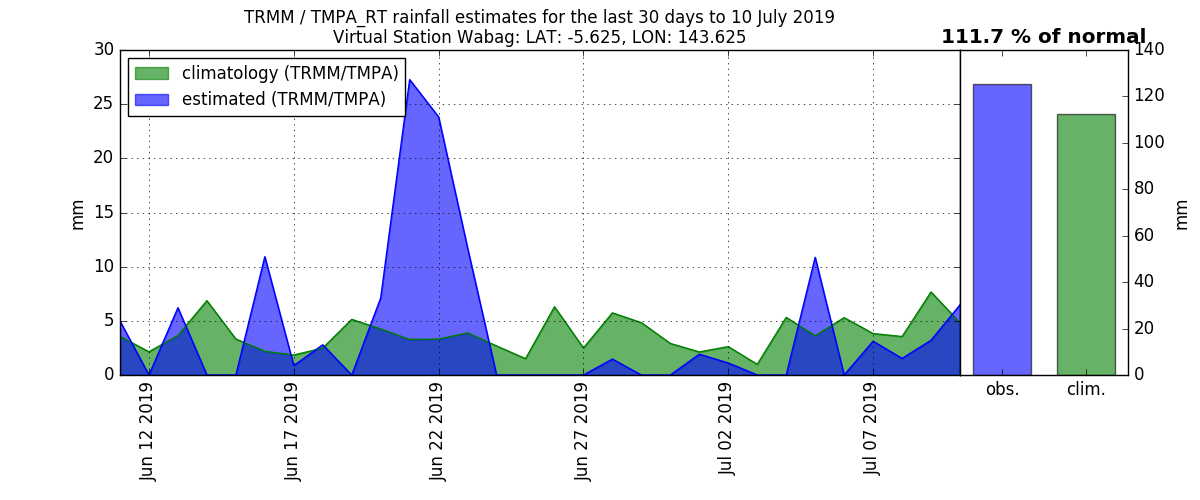 TRMM / TMPA_RT rainfall estimates for the last 30 days to 10 July 2019
Virtual Station Wabag: LAT: -5.625, LON: 143.625
111.7 % of normal
climatology (TRMM/TMPA)
estimated (TRMM/TMPA)
30
25
20
15
10
5
0
mm
Jun 12 2019
Jun 17 2019
Jun 22 2019
Jun 27 2019
Jul 02 2019
Jul 07 2019
140
120
100
80
60
40
20
0
mm
obs.
clim.